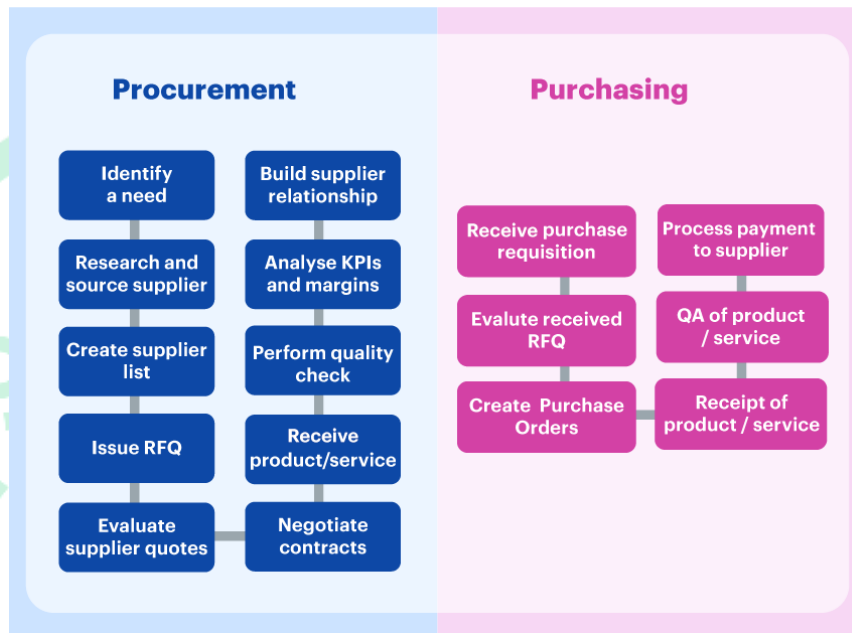 Procurement
Identify
a need
Research and
source supplier
Create supplier
list
Issue RFQ
Evaluate
supplier quotes
Build supplier
relationship
Analyse KPIs
and margins
Perform quality
check
Receive
product/service
Negotiate
contracts
Purchasing
Receive purchase
requisition
Evalute received
RFQ
Create Purchase
Orders
Process payment
to supplier
QA of product
/ service
Receipt of
product / service